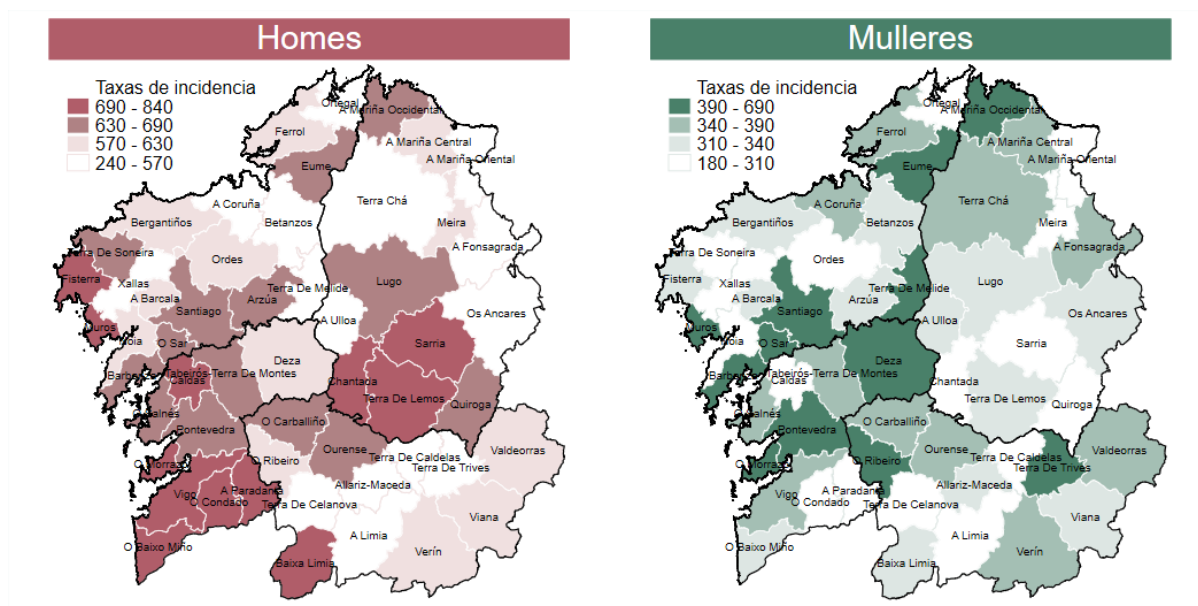 Homes
Taxas de incidencia
690 - 840
630 - 690
570 - 630
240 - 570
Ortegal
A Mariña Occidental
Ferrol
A Mariña Central
A Mariña Oriental
Eume
Terra Chá
A Coruña
Bergantiños
Betanzos
Meira
A Fonsagrada
Terra De Soneira
Ordes
Fisterra
Xallas
Lugo
Terra De Melide
A Barcala
Arzúa
Santiago
Os Ancares
A Ulloa
Muros
Noia
O Sar
Sarria
Deza
Barbanza
Tabeirós-Terra De Montes
Caldas
Chantada
Terra De Lemos
Quiroga
O Salnés
O Carballiño
Pontevedra
Ourense
Valdeorras
Terra De Caldelas
O Ribeiro
O Morrazo
Terra De Trives
Allariz-Maceda
A Paradanta
Vigo
O Condado
Terra De Celanova
Viana
A Limia
O Baixo Miño
Verín
Baixa Limia
Mulleres
Taxas de incidencia
390 - 690
340 - 390
310 - 340
180 - 310
Ortegal
A Mariña Occidental
Ferrol
A Mariña Central
A Mariña Oriental
Eume
Terra Chá
A Coruña
Bergantiños
Betanzos
Meira
A Fonsagrada
Terra De Soneira
Ordes
Fisterra
Xallas
Lugo
Terra De Melide
A Barcala
Arzúa
Santiago
Os Ancares
A Ulloa
Muros
Noia
O Sar
Sarria
Deza
Barbanza
Tabeirós-Terra De Montes
Caldas
Chantada
Terra De Lemos
Quiroga
O Salnés
O Carballiño
Pontevedra
Ourense
Valdeorras
Terra De Caldelas
O Ribeiro
O Morrazo
Terra De Trives
Allariz-Maceda
A Paradanta
Vigo
O Condado
Terra De Celanova
Viana
A Limia
O Baixo Miño
Verín
Baixa Limia